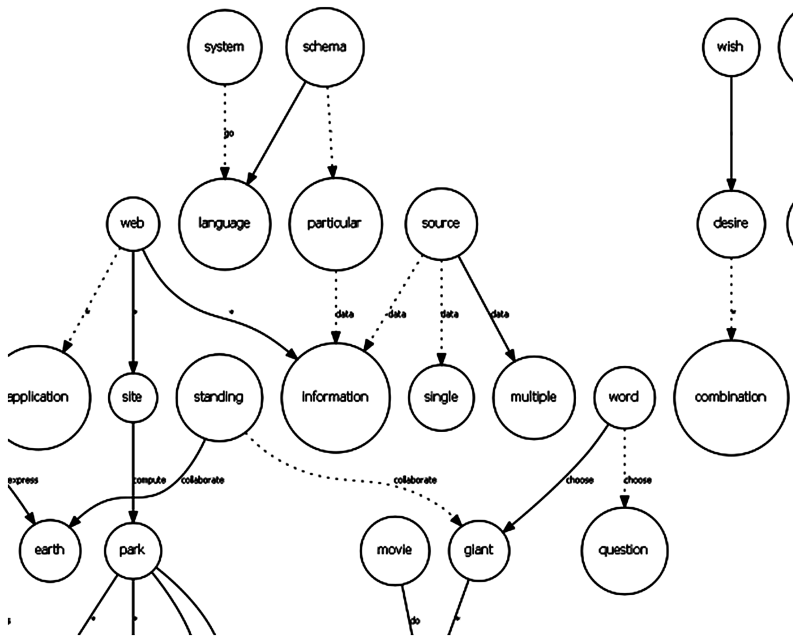 system
schema
wish
go
web
language
particular
source
desire
*
*
*
data
data
data
data
*
application
site
standing
information
single
multiple
word
combination
express
compute
collaborate
collaborate
choose
choose
earth
park
movie
giant
question
s
*
*
do
*